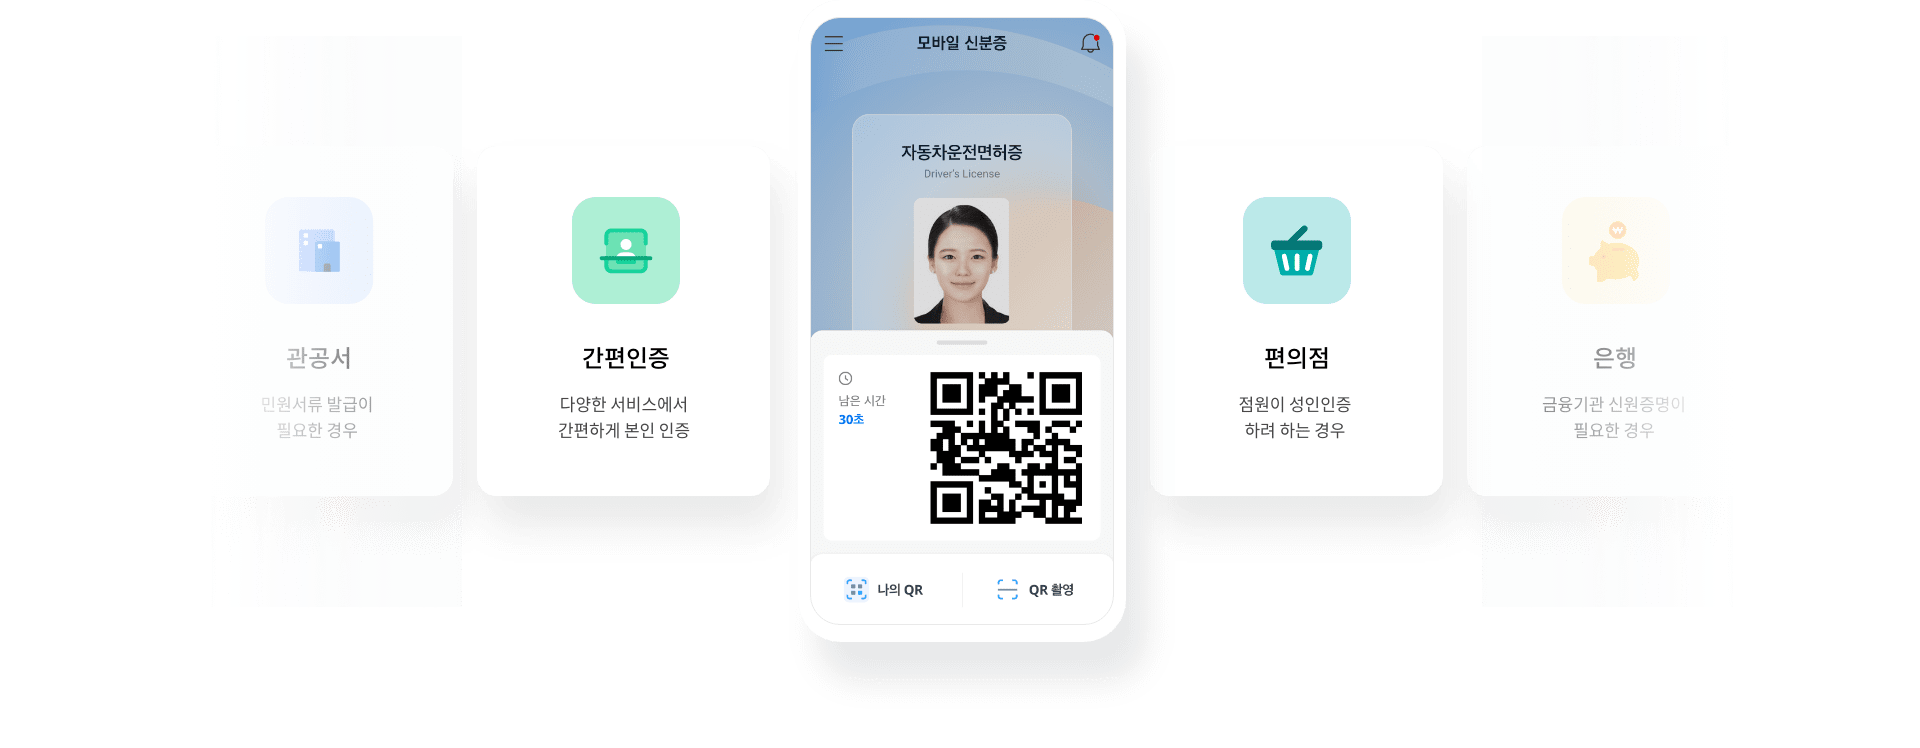 관공서
민원서류 발급이
필요한 경우
간편인증
다양한 서비스에서
간편하게 본인 인증
모바일 신분증
자동차운전면허증
Driver's License
남은 시간
30초
나의 QR
QR 촬영
편의점
점원이 성인인증
하려 하는 경우
₩
은행
금융기관 신원증명이
필요한 경우